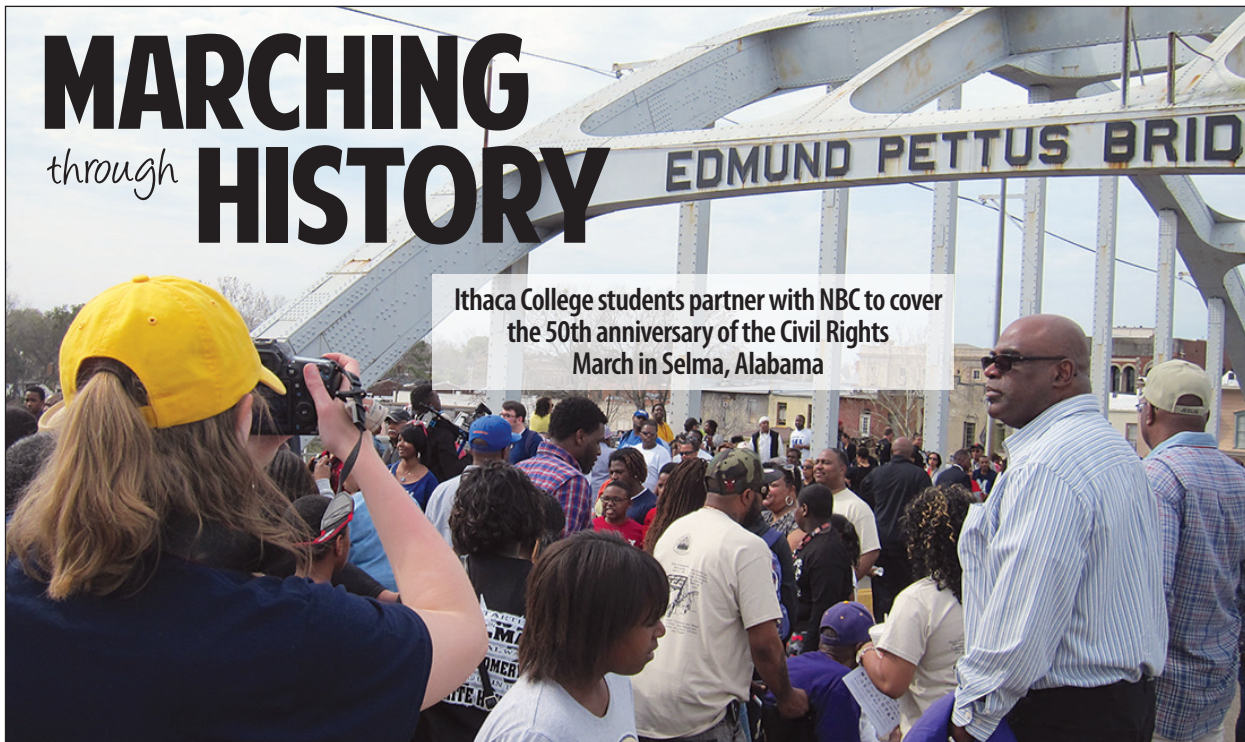 MARCHING
through
HISTORY
EDMUND PETTUS BRID
Ithaca College students partner with NBC to cover
the 50th anniversary of the Civil Rights
March in Selma, Alabama
JESUS